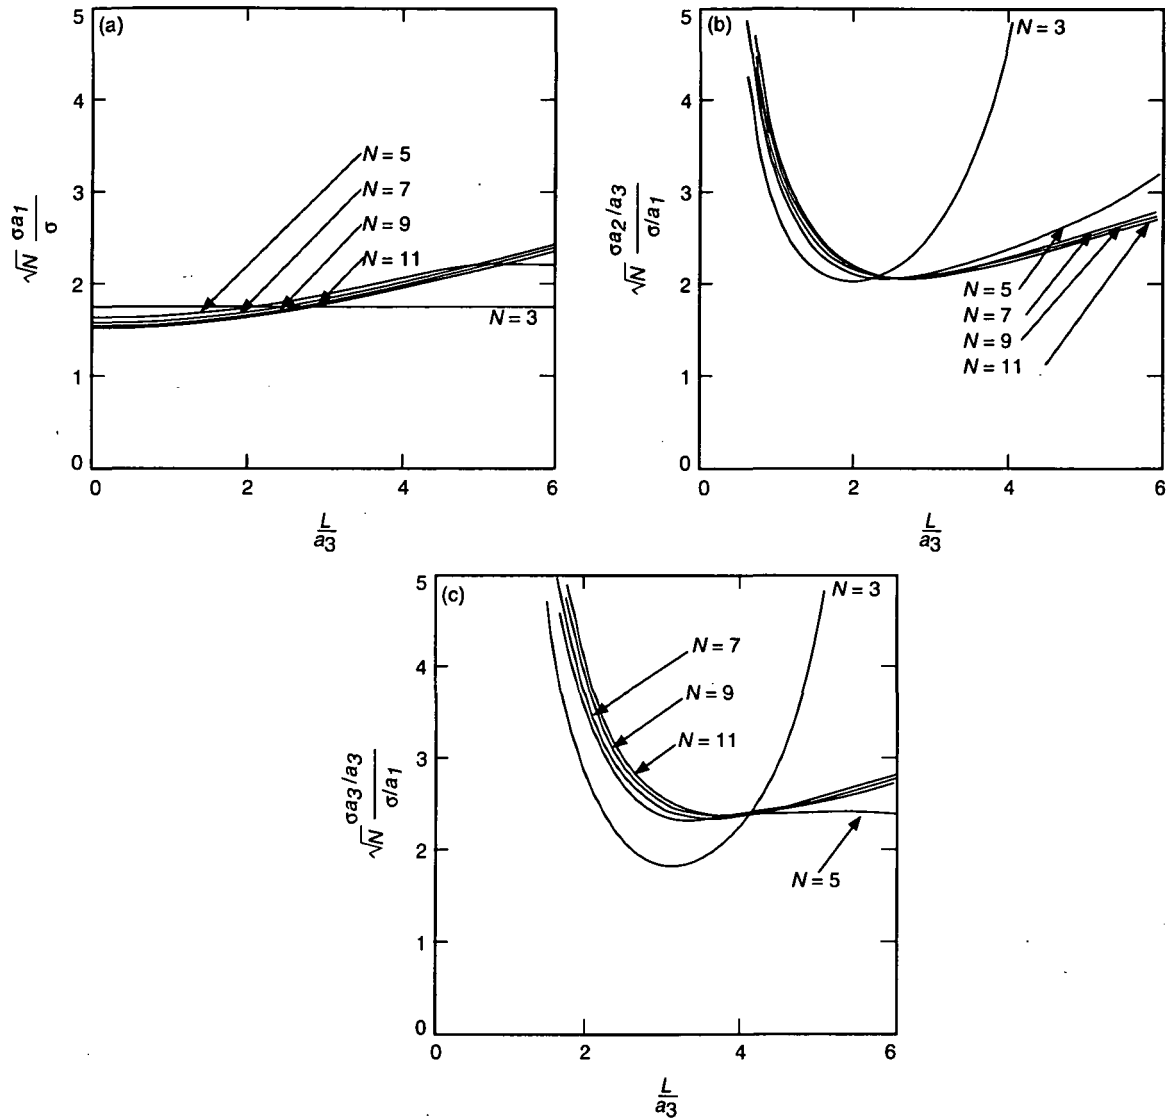 (a)
5
4
3
2
1
0
√N σa1/σ
N = 5
N = 7
N = 9
N = 11
N = 3
0 2 4 6
L/a3
(b)
5
4
3
2
1
0
√N σa2/a3 / σ/a1
N = 3
N = 5
N = 7
N = 9
N = 11
0 2 4 6
L/a3
(c)
5
4
3
2
1
0
√N σa3/a3 / σ/a1
N = 3
N = 7
N = 9
N = 11
N = 5
0 2 4 6
L/a3